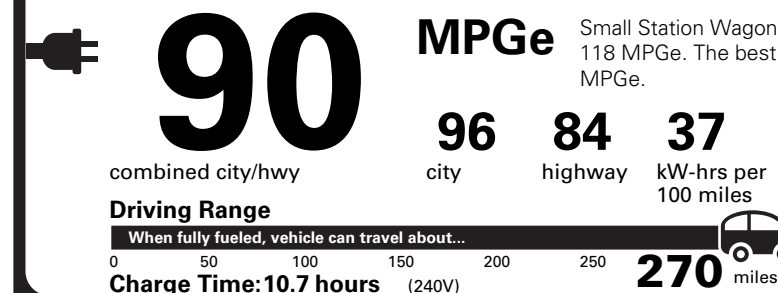 90
combined city/hwy
MPGe
Small Station Wagon
118 MPGe. The best
MPGe.
96 84 37
city highway kW-hrs per
100 miles
Driving Range
When fully fueled, vehicle can travel about...
0 50 100 150 200 250 270 miles
Charge Time: 10.7 hours (240V)